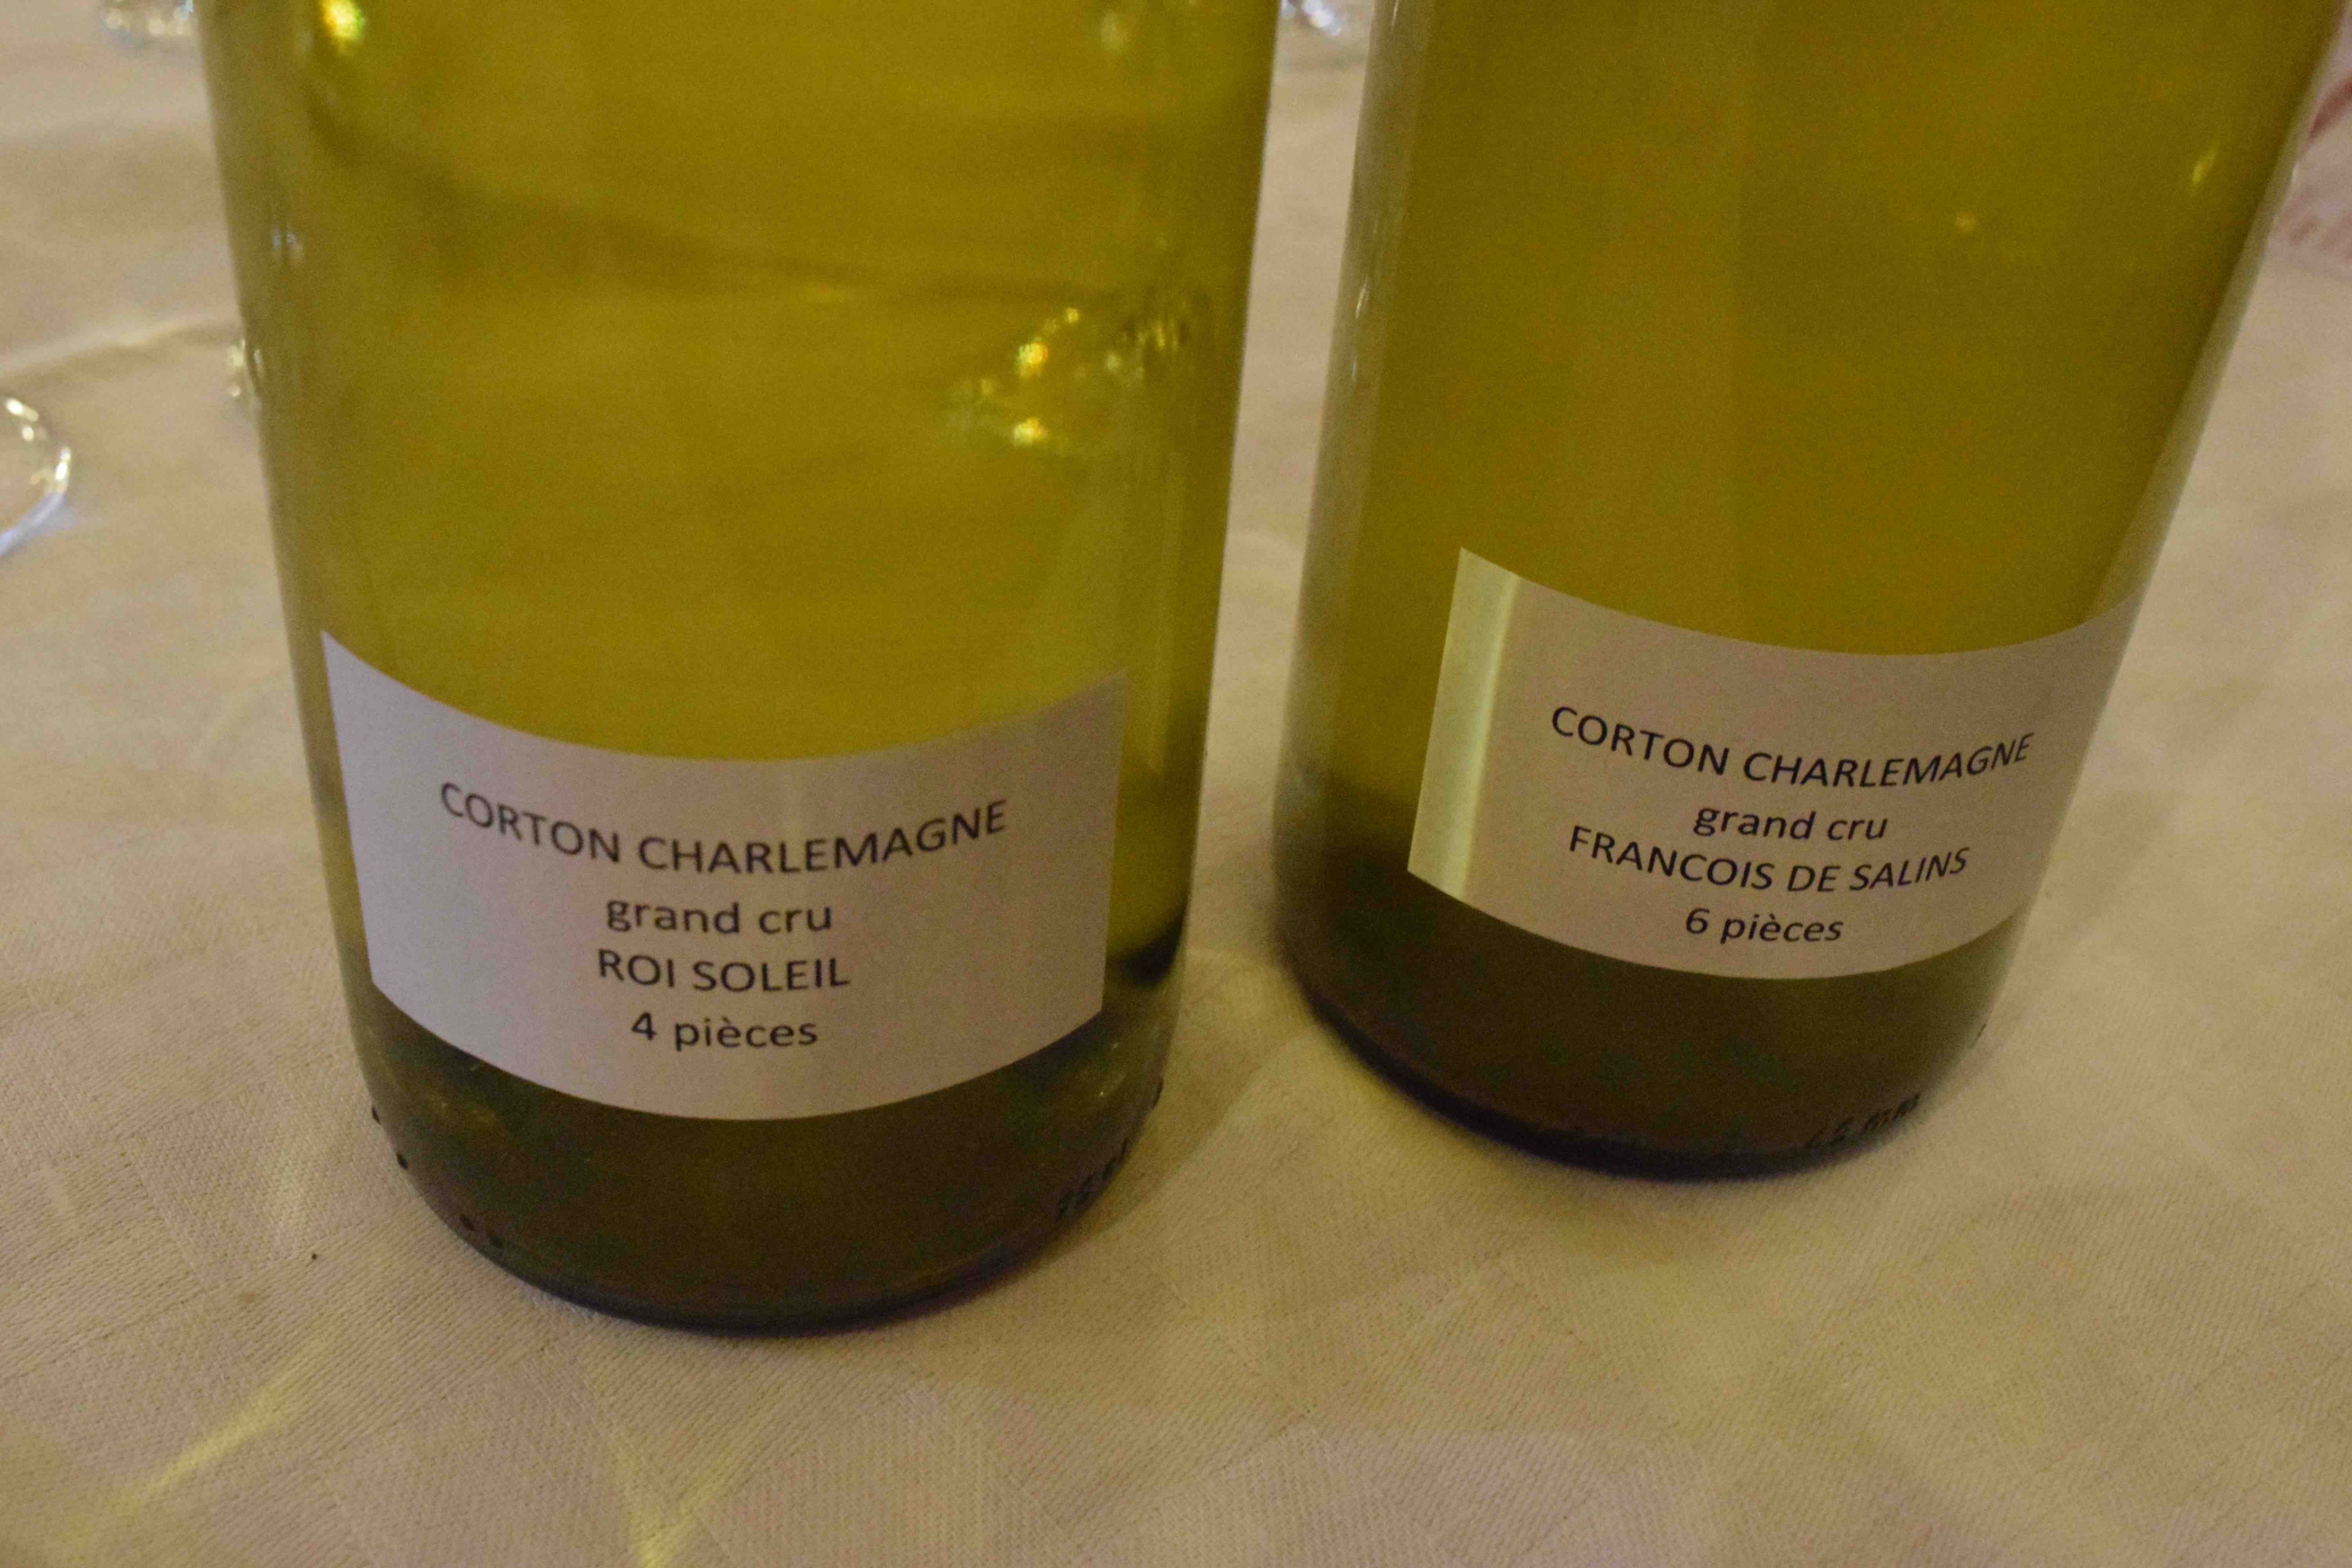 CORTON CHARLEMAGNE
grand cru
ROI SOLEIL
4 pièces
CORTON CHARLEMAGNE
grand cru
FRANCOIS DE SALINS
6 pièces